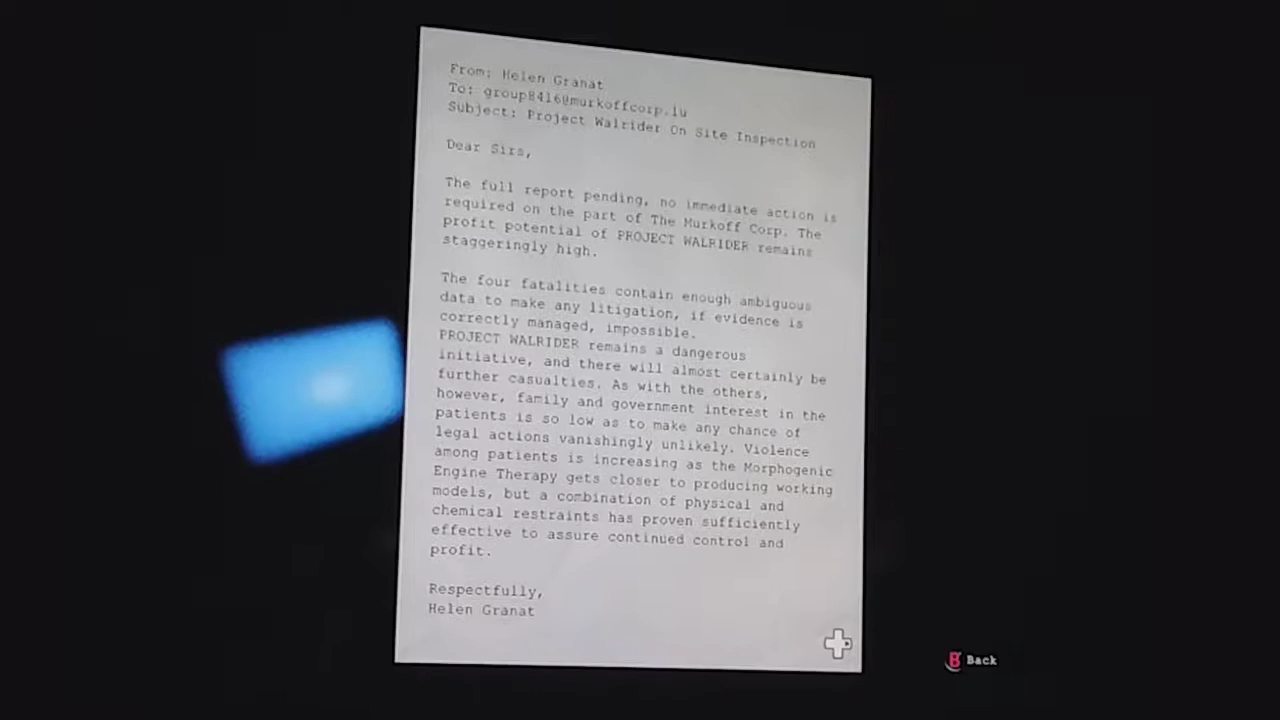 From: Helen Granat
To: group8416@murkoffcorp.iu
Subject: Project Walrider On Site Inspection
Dear Sirs,
The full report pending, no immediate action is
required on the part of The Murkoff Corp. The
profit potential of PROJECT WALRIDER remains
staggeringly high.
The four fatalities contain enough ambiguous
data to make any litigation, if evidence is
correctly managed, impossible.
PROJECT WALRIDER remains a dangerous
initiative, and there will almost certainly be
further casualties. As with the others,
however, family and government interest in the
patients is so low as to make any chance of
legal actions vanishingly unlikely. Violence
among patients is increasing as the Morphogenic
Engine Therapy gets closer to producing working
models, but a combination of physical and
chemical restraints has proven sufficiently
effective to assure continued control and
profit.
Respectfully,
Helen Granat
B Back